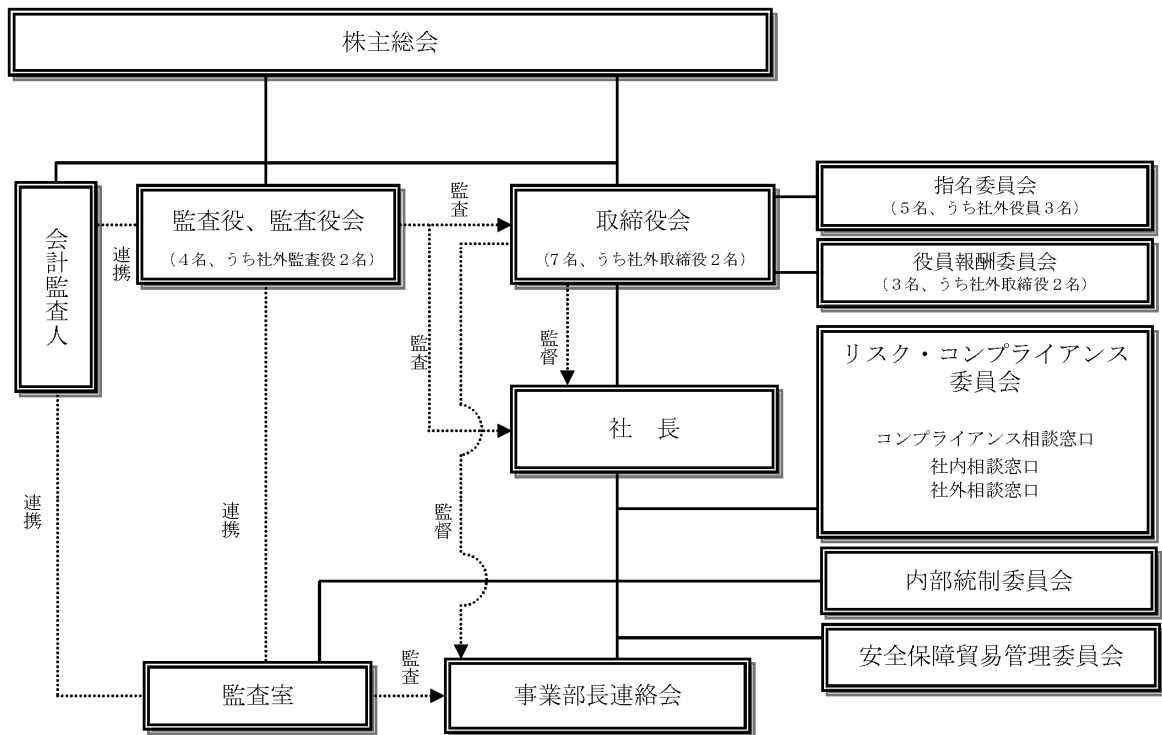 株主総会
会計監査人
連携
監査役、監査役会
（４名、うち社外監査役２名）
監査
取締役会
（７名、うち社外取締役２名）
指名委員会
（５名、うち社外役員３名）
役員報酬委員会
（３名、うち社外取締役２名）
監査
監督
リスク・コンプライアンス
委員会
コンプライアンス相談窓口
社内相談窓口
社外相談窓口
社　長
連携
連携
監督
内部統制委員会
安全保障貿易管理委員会
監査室
監査
事業部長連絡会